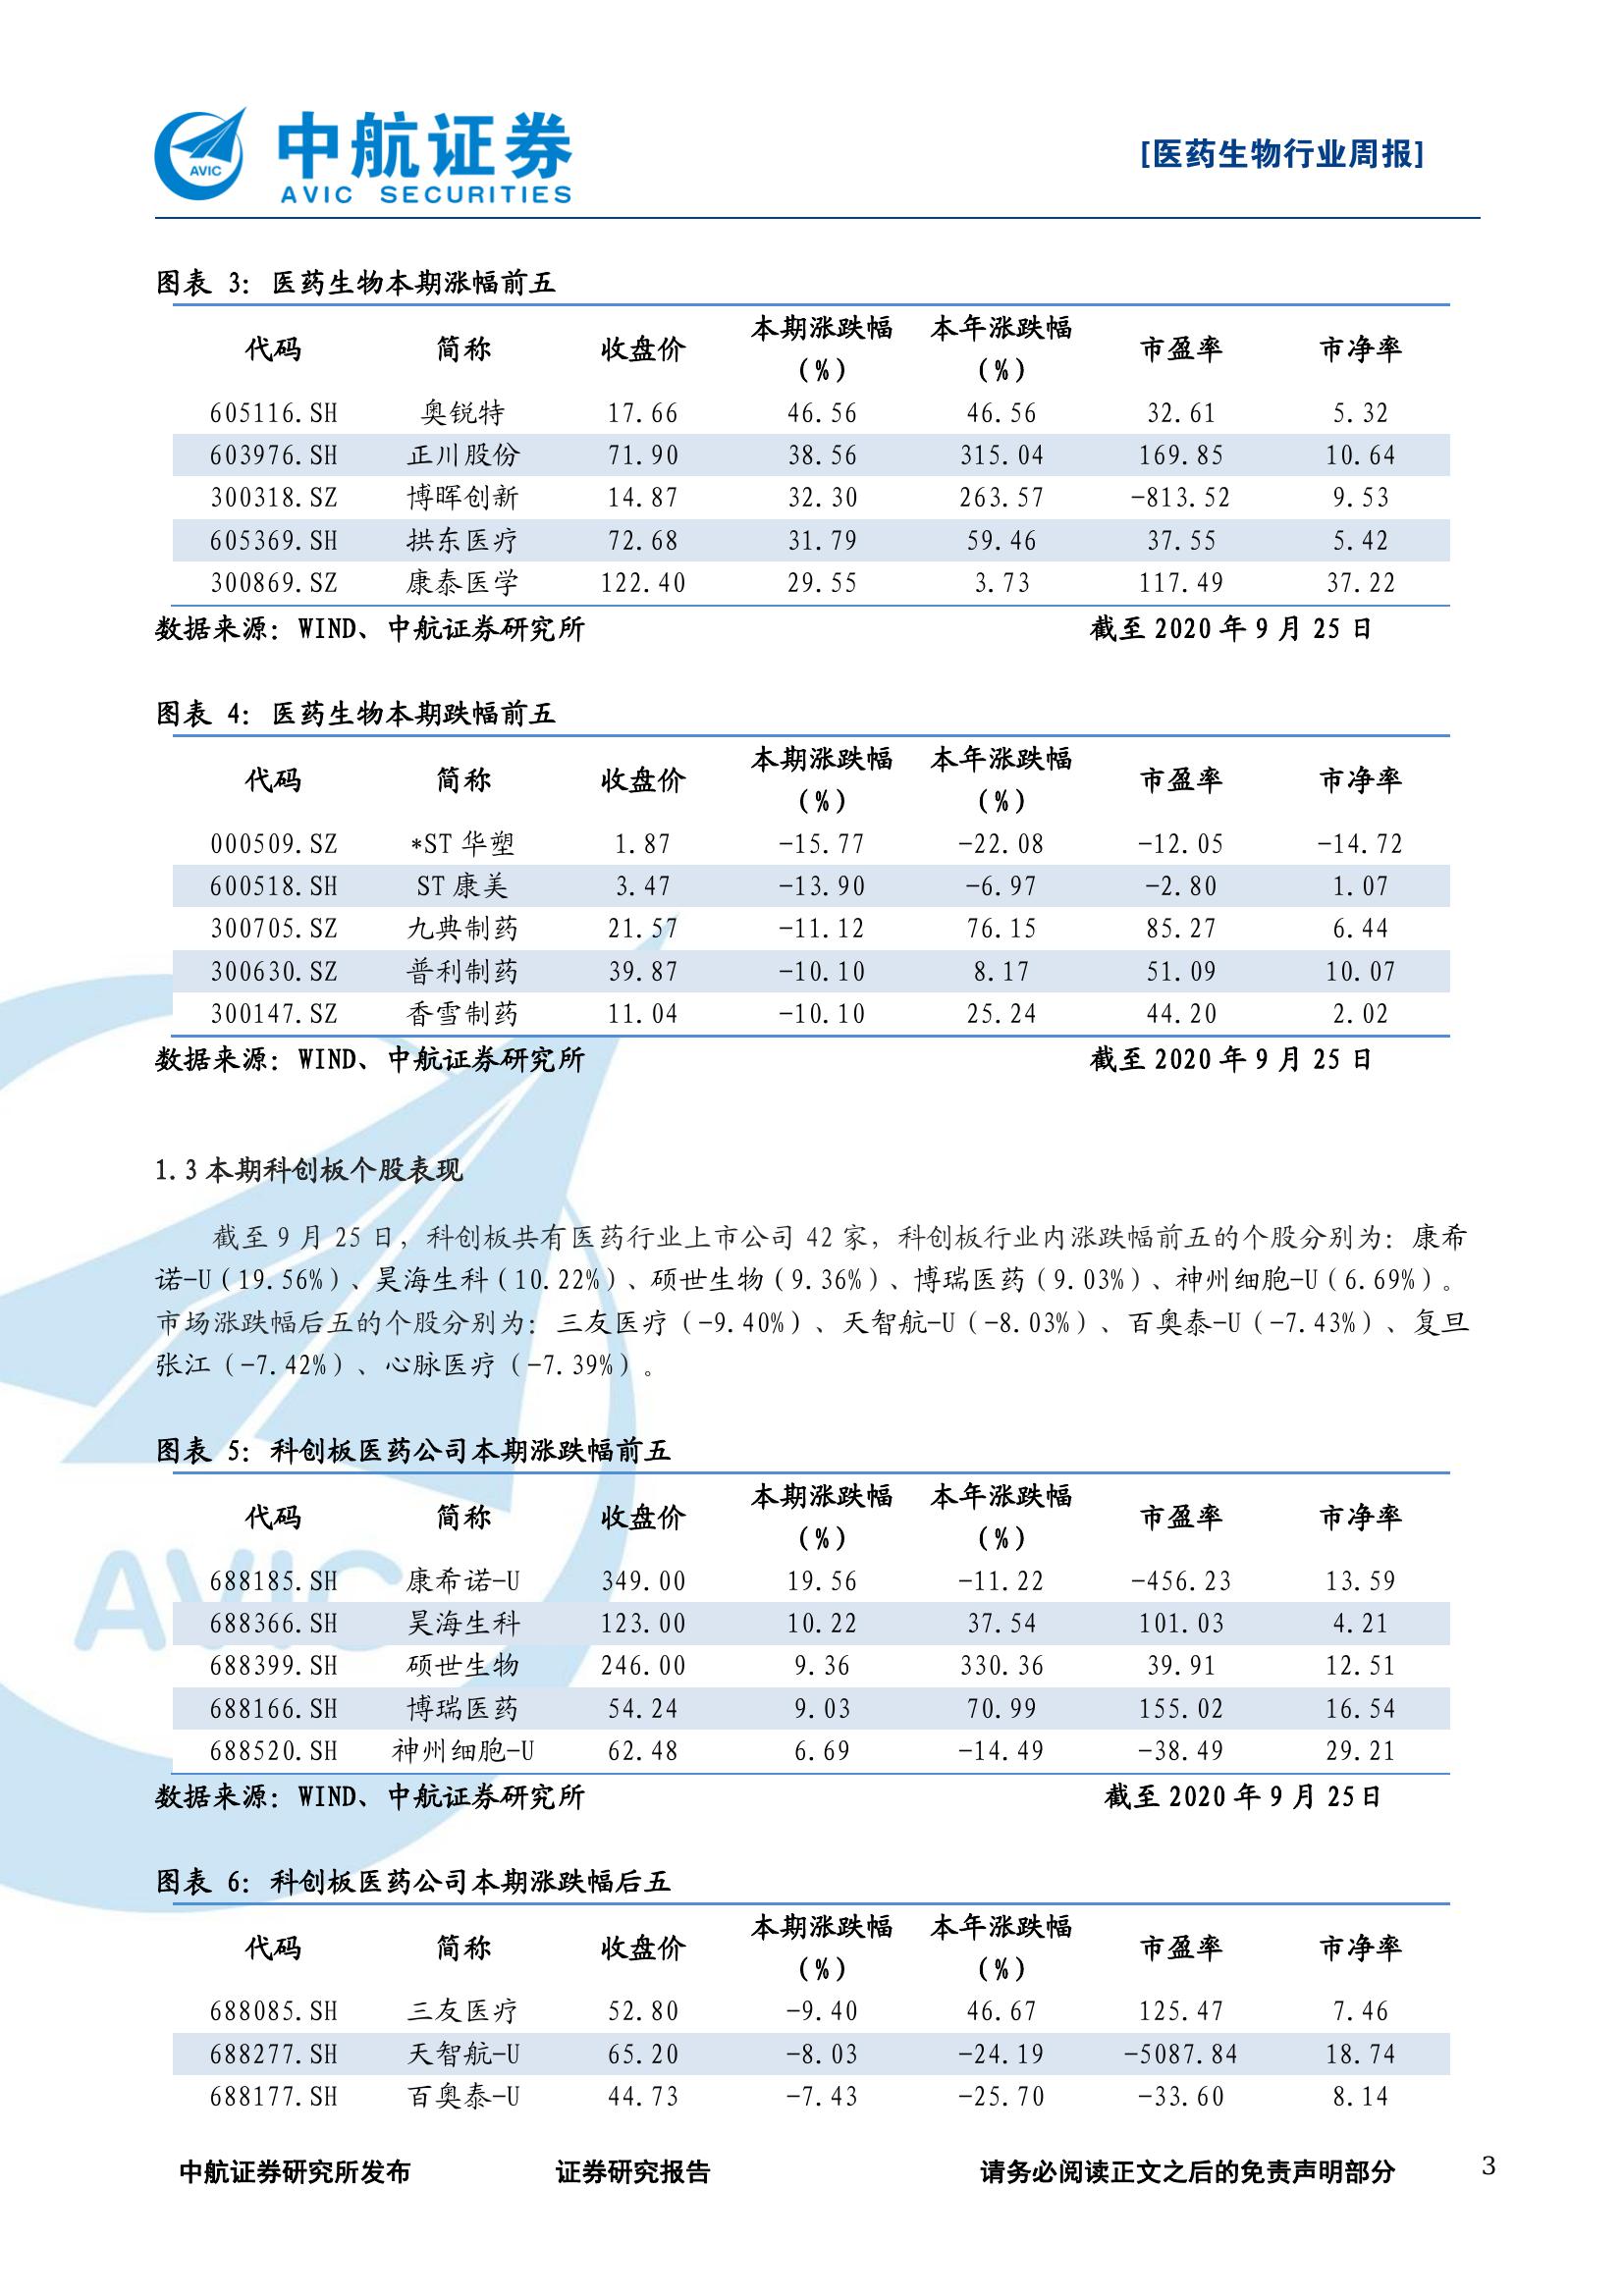 AVIC
中航证券
AVIC SECURITIES
[医药生物行业周报]
图表 3：医药生物本期涨幅前五
代码 简称 收盘价 本期涨跌幅（%） 本年涨跌幅（%） 市盈率 市净率
605116.SH 奥锐特 17.66 46.56 46.56 32.61 5.32
603976.SH 正川股份 71.90 38.56 315.04 169.85 10.64
300318.SZ 博晖创新 14.87 32.30 263.57 -813.52 9.53
605369.SH 拱东医疗 72.68 31.79 59.46 37.55 5.42
300869.SZ 康泰医学 122.40 29.55 3.73 117.49 37.22
数据来源：WIND、中航证券研究所 截至 2020 年 9 月 25 日
图表 4：医药生物本期跌幅前五
代码 简称 收盘价 本期涨跌幅（%） 本年涨跌幅（%） 市盈率 市净率
000509.SZ *ST 华塑 1.87 -15.77 -22.08 -12.05 -14.72
600518.SH ST 康美 3.47 -13.90 -6.97 -2.80 1.07
300705.SZ 九典制药 21.57 -11.12 76.15 85.27 6.44
300630.SZ 普利制药 39.87 -10.10 8.17 51.09 10.07
300147.SZ 香雪制药 11.04 -10.10 25.24 44.20 2.02
数据来源：WIND、中航证券研究所 截至 2020 年 9 月 25 日
1.3 本期科创板个股表现
截至 9 月 25 日，科创板共有医药行业上市公司 42 家，科创板行业内涨跌幅前五的个股分别为：康希
诺-U（19.56%）、昊海生科（10.22%）、硕世生物（9.36%）、博瑞医药（9.03%）、神州细胞-U（6.69%）。
市场涨跌幅后五的个股分别为：三友医疗（-9.40%）、天智航-U（-8.03%）、百奥泰-U（-7.43%）、复旦
张江（-7.42%）、心脉医疗（-7.39%）。
图表 5：科创板医药公司本期涨跌幅前五
代码 简称 收盘价 本期涨跌幅（%） 本年涨跌幅（%） 市盈率 市净率
688185.SH 康希诺-U 349.00 19.56 -11.22 -456.23 13.59
688366.SH 昊海生科 123.00 10.22 37.54 101.03 4.21
688399.SH 硕世生物 246.00 9.36 330.36 39.91 12.51
688166.SH 博瑞医药 54.24 9.03 70.99 155.02 16.54
688520.SH 神州细胞-U 62.48 6.69 -14.49 -38.49 29.21
数据来源：WIND、中航证券研究所 截至 2020 年 9 月 25日
图表 6：科创板医药公司本期涨跌幅后五
代码 简称 收盘价 本期涨跌幅（%） 本年涨跌幅（%） 市盈率 市净率
688085.SH 三友医疗 52.80 -9.40 46.67 125.47 7.46
688277.SH 天智航-U 65.20 -8.03 -24.19 -5087.84 18.74
688177.SH 百奥泰-U 44.73 -7.43 -25.70 -33.60 8.14
AVIC
中航证券研究所发布 证券研究报告 请务必阅读正文之后的免责声明部分 3